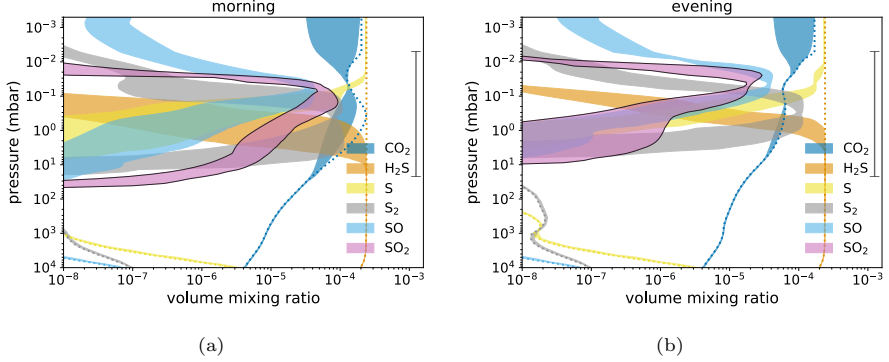 morning
10⁻³
10⁻²
10⁻¹
10⁰
10¹
10²
10³
10⁴
pressure (mbar)
CO₂
H₂S
S
S₂
SO
SO₂
10⁻⁸ 10⁻⁷ 10⁻⁶ 10⁻⁵ 10⁻⁴ 10⁻³
volume mixing ratio
(a)
evening
10⁻³
10⁻²
10⁻¹
10⁰
10¹
10²
10³
10⁴
pressure (mbar)
CO₂
H₂S
S
S₂
SO
SO₂
10⁻⁸ 10⁻⁷ 10⁻⁶ 10⁻⁵ 10⁻⁴ 10⁻³
volume mixing ratio
(b)